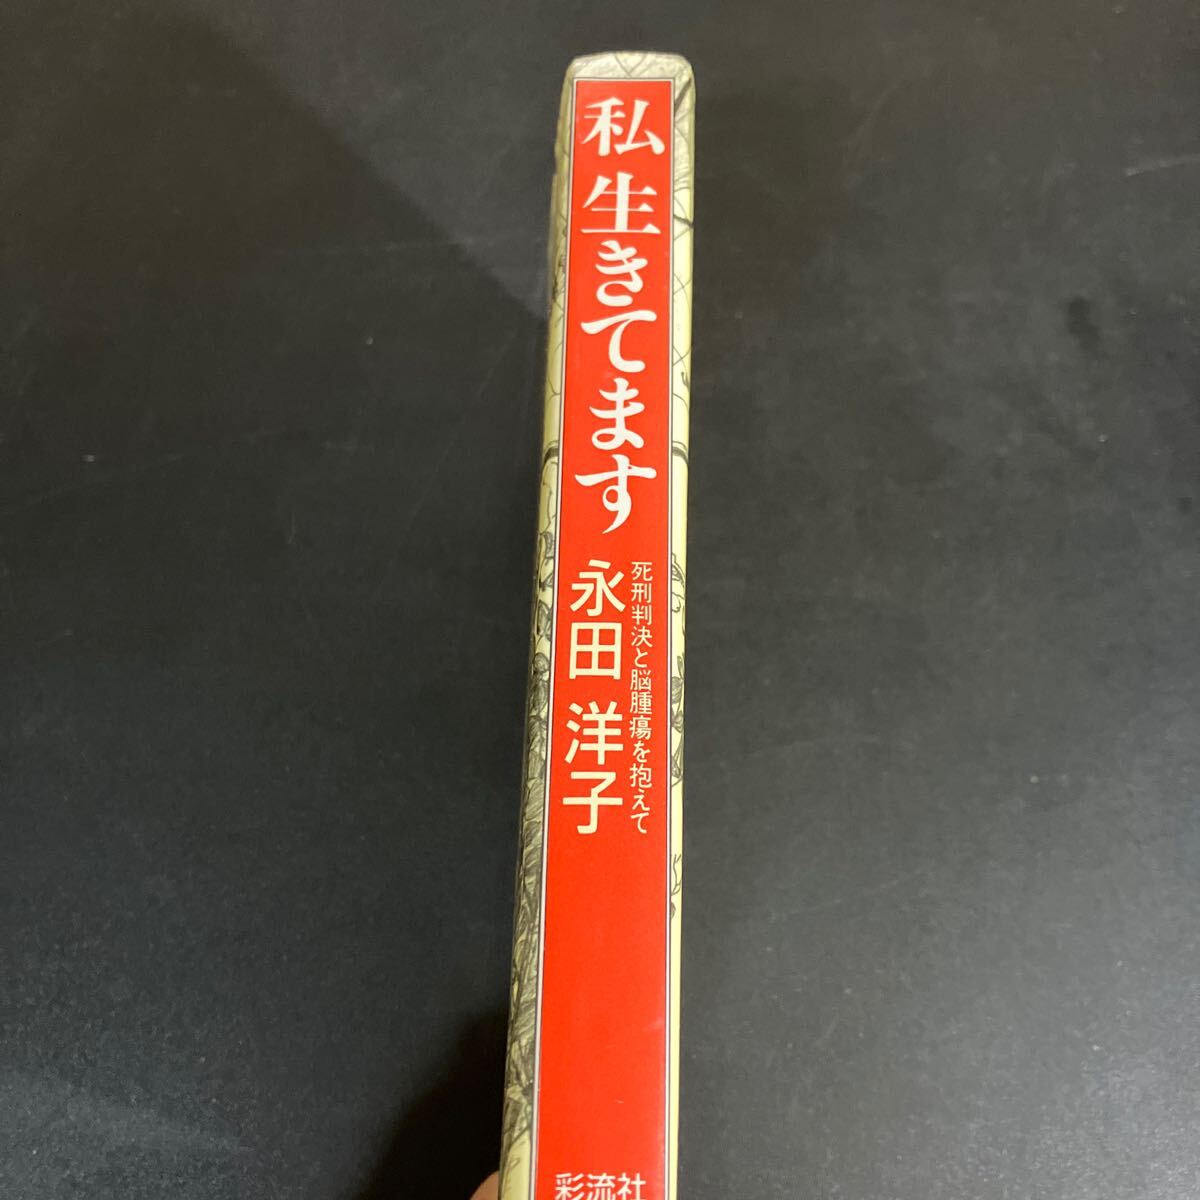 私生きてます
死刑判決と脳腫瘍を抱えて
永田洋子
彩流社